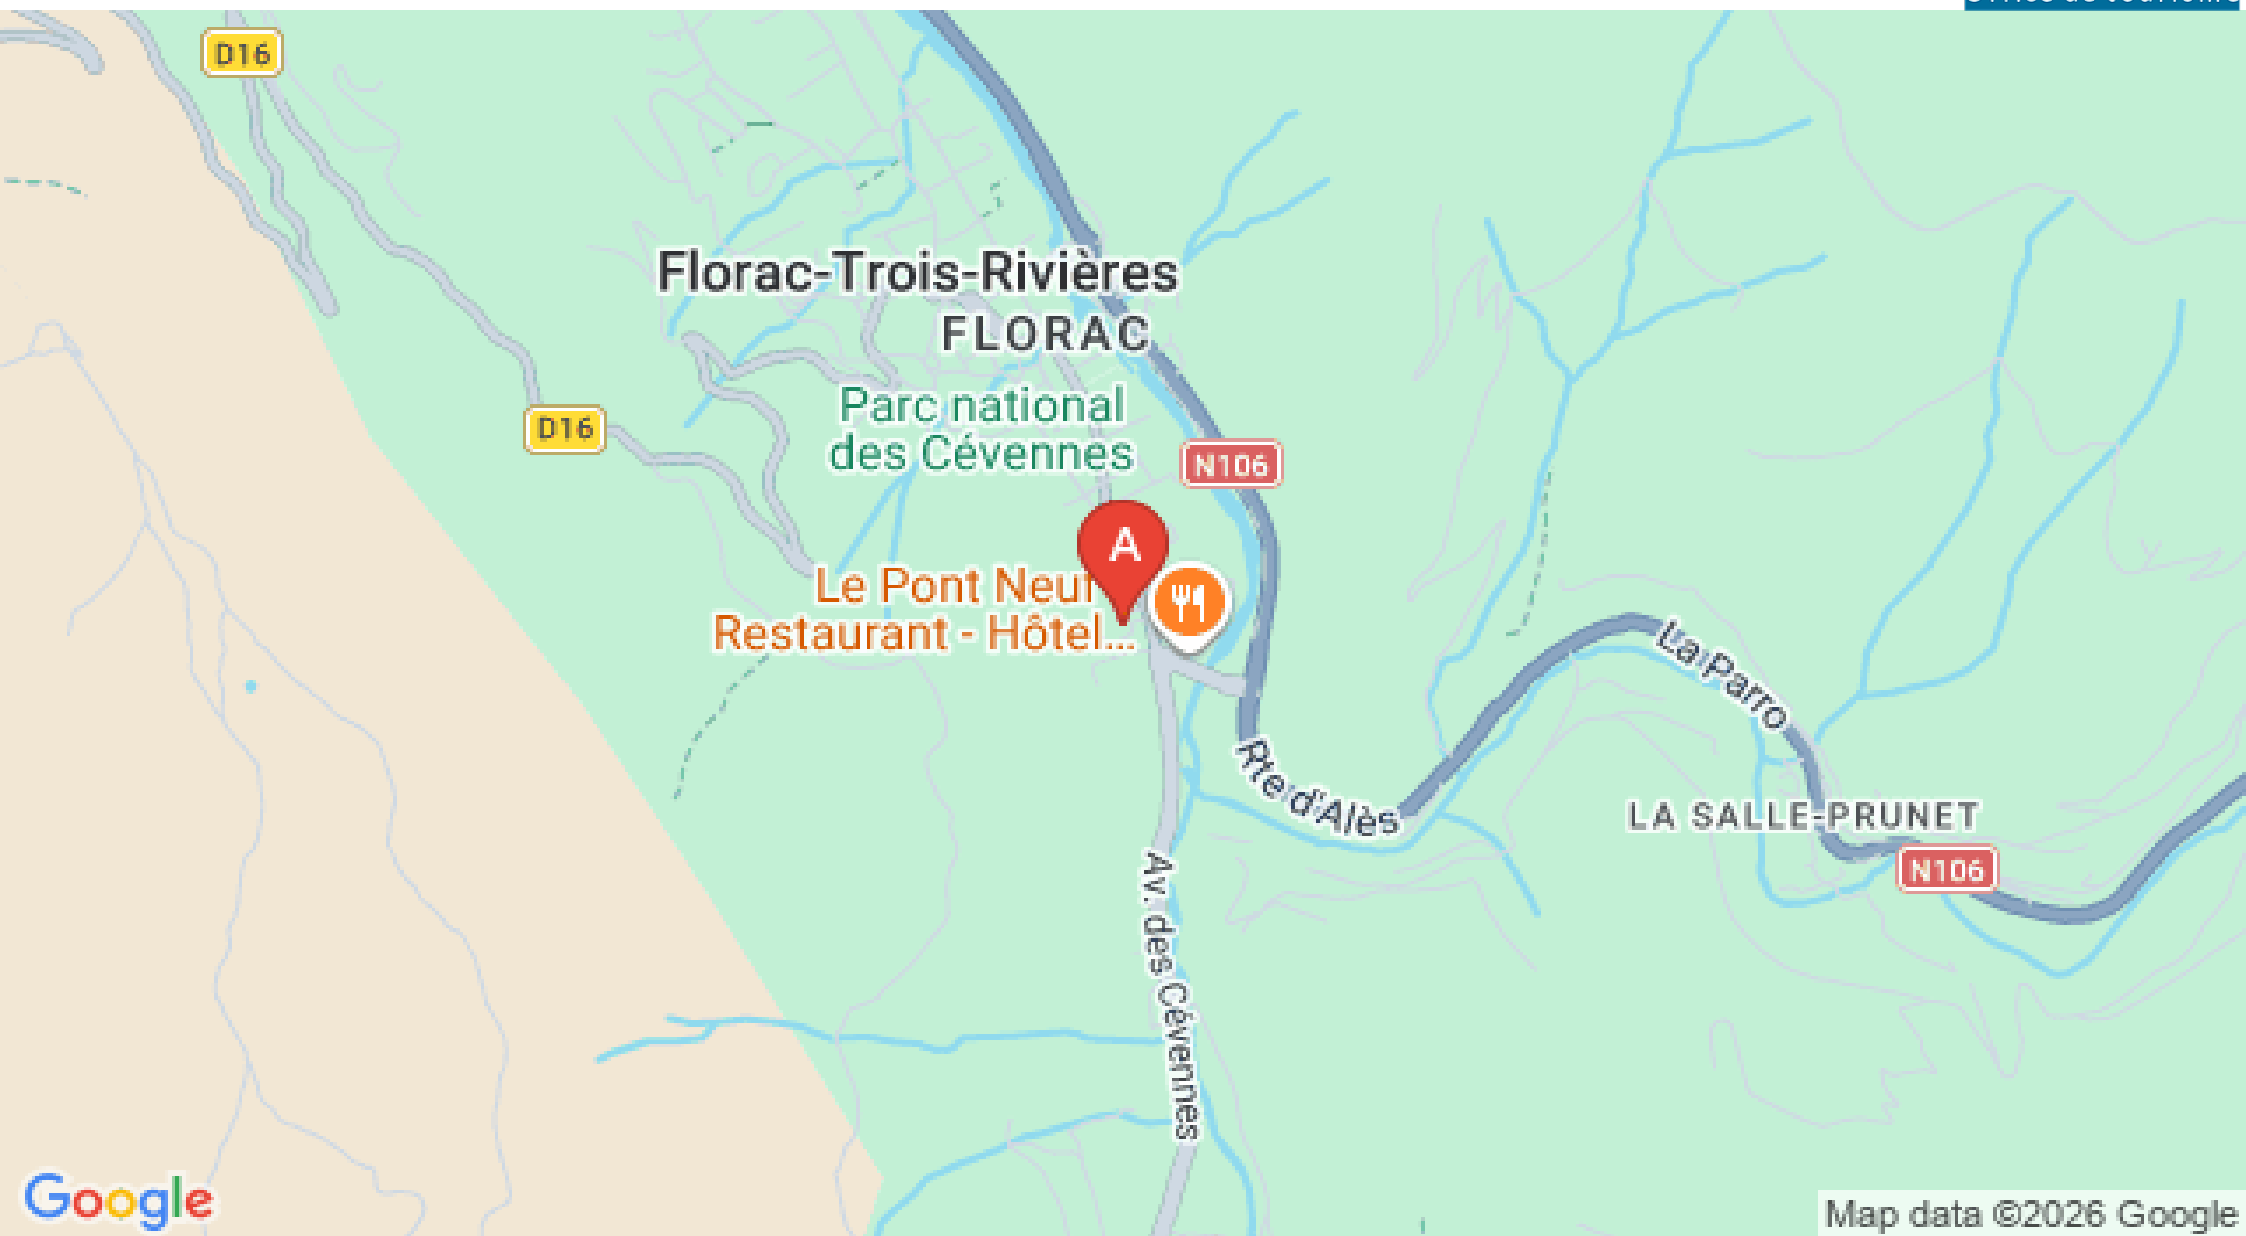 D16
Florac-Trois-Rivières
FLORAC
Parc national
des Cévennes
D16
N106
A
Le Pont Neuf
Restaurant - Hôtel...
La Parro
Rte d'Alès
LA SALLE-PRUNET
N106
Av. des Cévennes
Google
Map data ©2026 Google